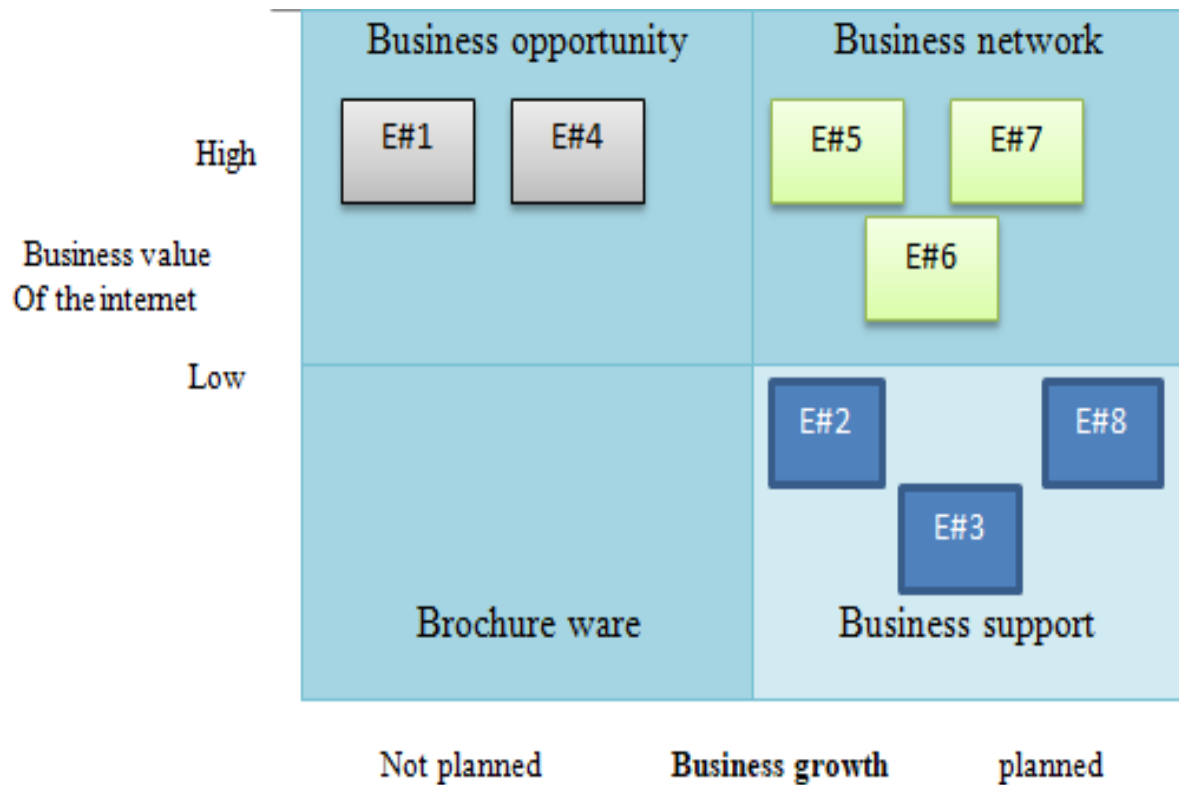 Business opportunity
Business network
E#1
E#4
E#5
E#7
High
E#6
Business value
Of the internet
Low
E#2
E#8
E#3
Brochure ware
Business support
Not planned
Business growth
planned